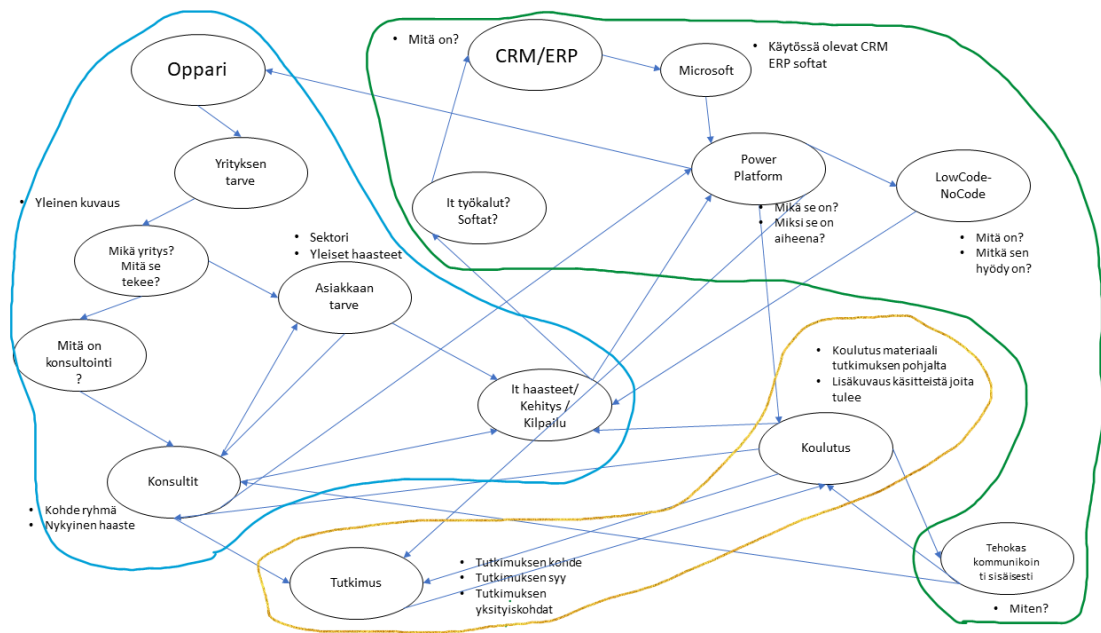 Oppari
Yrityksen
tarve
• Yleinen kuvaus
Mikä yritys?
Mitä se
tekee?
• Sektori
• Yleiset haasteet
Asiakkaan
tarve
Mitä on
konsultointi
?
It haasteet/
Kehitys /
Kilpailu
Konsultit
• Kohde ryhmä
• Nykyinen haaste
• Mitä on?
CRM/ERP
Microsoft
• Käytössä olevat CRM
ERP softat
It työkalut?
Softat?
Power
Platform
• Mikä se on?
• Miksi se on
aiheena?
LowCode-
NoCode
• Mitä on?
• Mitkä sen
hyödy on?
• Koulutus materiaali
tutkimuksen pohjalta
• Lisäkuvaus käsitteistä joita
tulee
Koulutus
Tutkimus
• Tutkimuksen kohde
• Tutkimuksen syy
• Tutkimuksen
yksityiskohdat
Tehokas
kommunikoin
ti sisäisesti
• Miten?